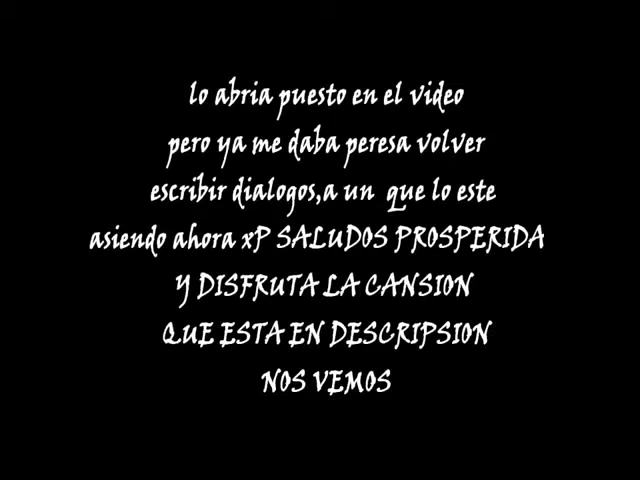 lo abria puesto en el video
pero ya me daba peresa volver
escribir dialogos,a un que lo este
asiendo ahora xP SALUDOS PROSPERIDA
Y DISFRUTA LA CANSION
QUE ESTA EN DESCRIPSION
NOS VEMOS